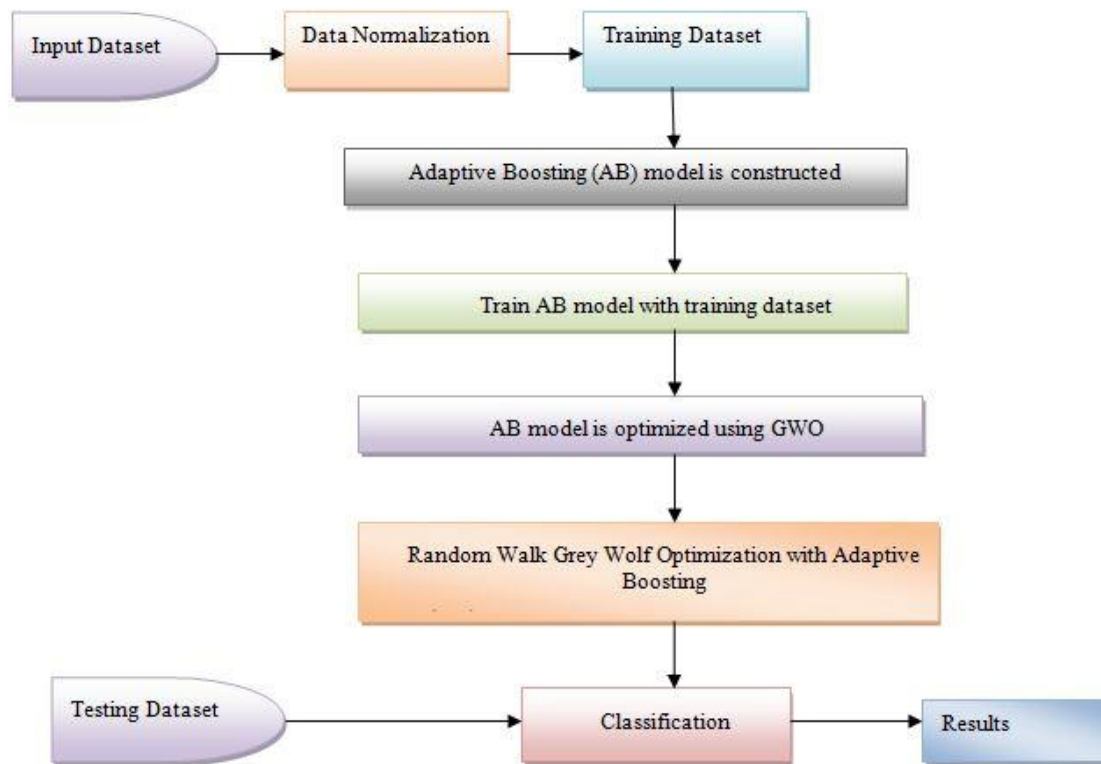 Input Dataset
Data Normalization
Training Dataset
Adaptive Boosting (AB) model is constructed
Train AB model with training dataset
AB model is optimized using GWO
Random Walk Grey Wolf Optimization with Adaptive
Boosting
Testing Dataset
Classification
Results